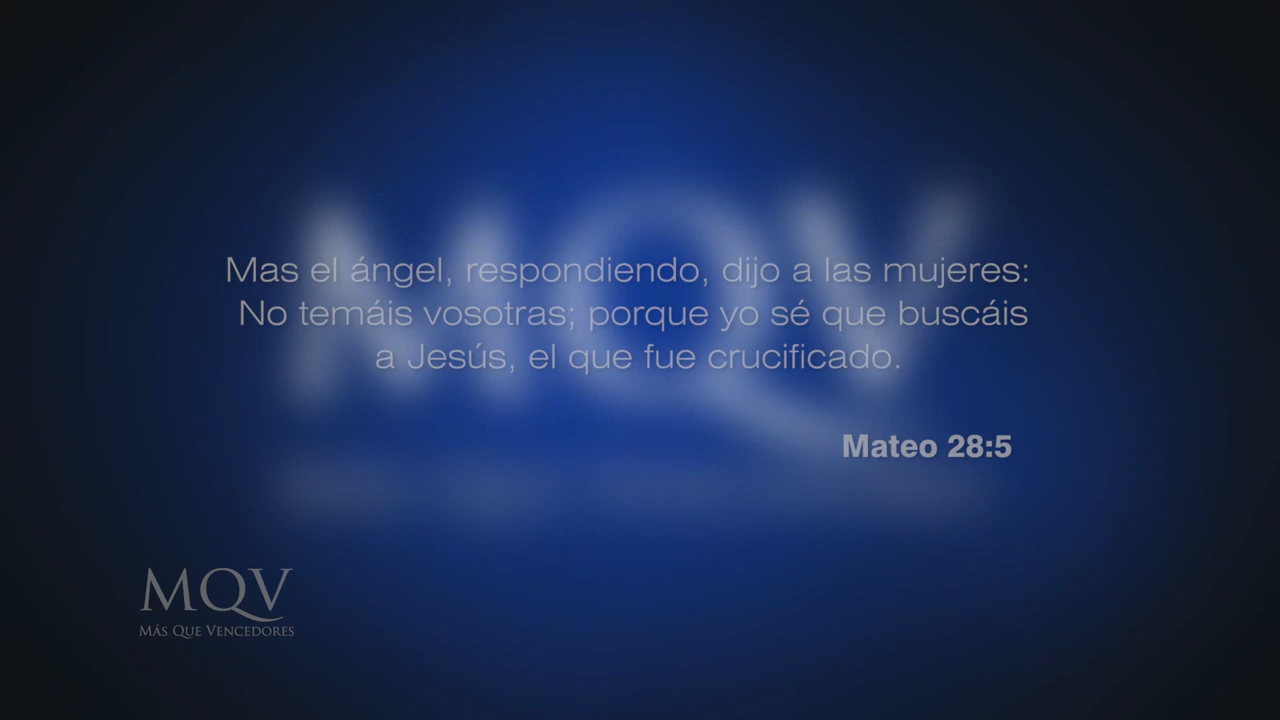 Mas el ángel, respondiendo, dijo a las mujeres:
No temáis vosotras; porque yo sé que buscáis
a Jesús, el que fue crucificado.
Mateo 28:5
MQV
MÁS QUE VENCEDORES